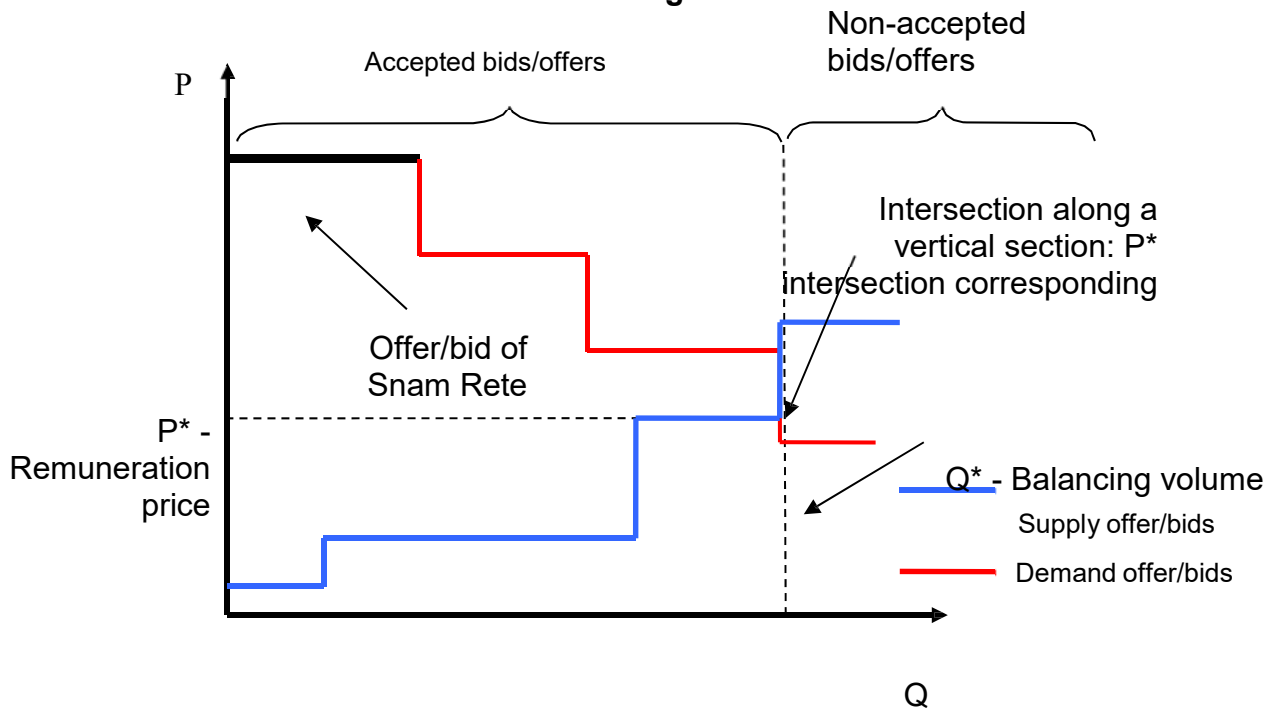 Non-accepted
bids/offers
Accepted bids/offers
P
Intersection along a
vertical section: P*
intersection corresponding
Offer/bid of
Snam Rete
P* -
Remuneration
price
Q* - Balancing volume
Supply offer/bids
Demand offer/bids
Q